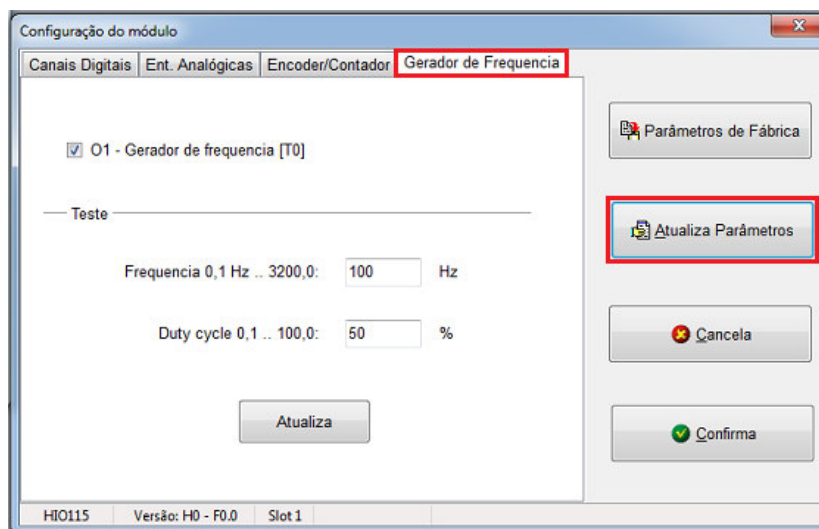 Configuração do módulo
Canais Digitais Ent. Analógicas Encoder/Contador Gerador de Frequencia
O1 - Gerador de frequencia [T0]
Teste
Frequencia 0,1 Hz .. 3200,0: 100 Hz
Duty cycle 0,1 .. 100,0: 50 %
Atualiza
Parâmetros de Fábrica
Atualiza Parâmetros
Cancela
Confirma
HIO115 Versão: H0 - F0.0 Slot 1